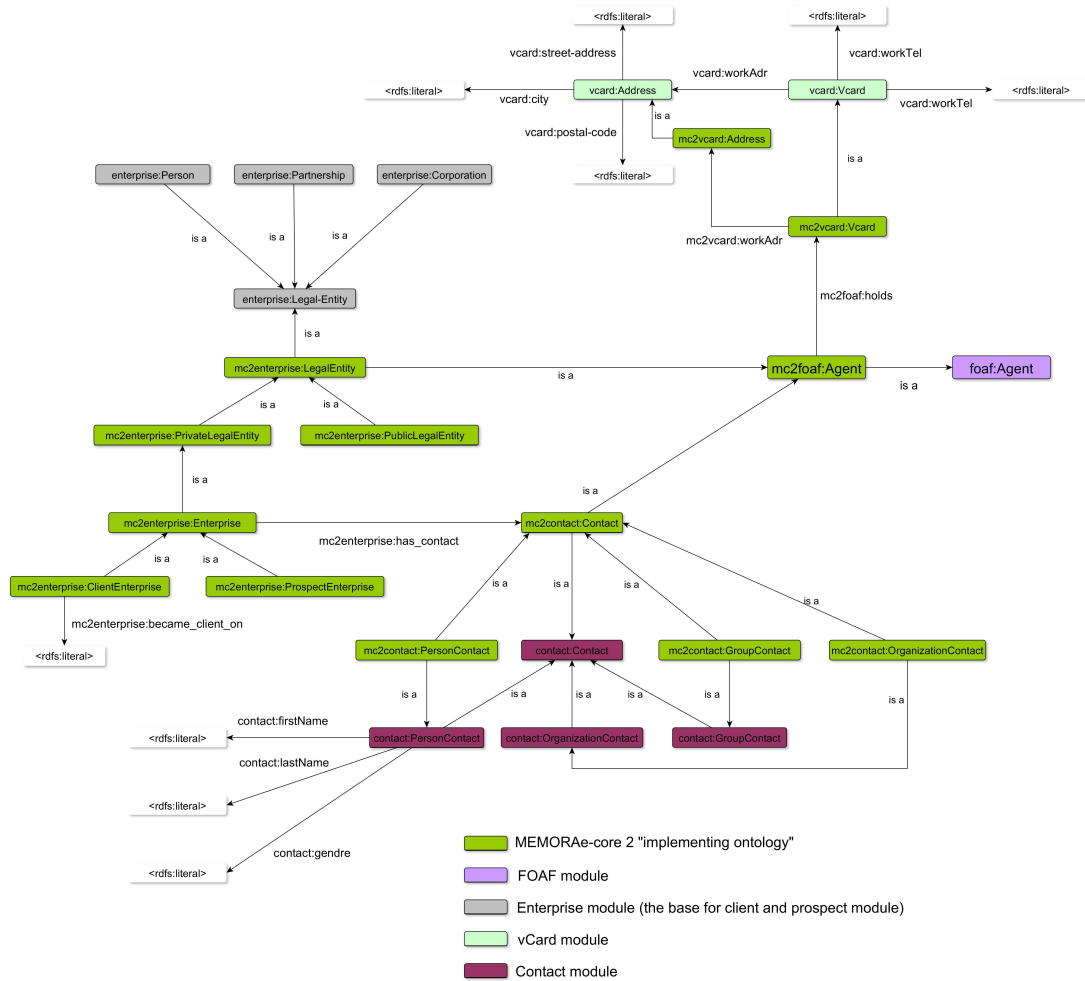 <rdfs:literal>
<rdfs:literal>
vcard:street-address
vcard:workTel
vcard:workAdr
<rdfs:literal>
vcard:city
vcard:Address
vcard:Vcard
vcard:workTel
<rdfs:literal>
is a
vcard:postal-code
mc2vcard:Address
is a
<rdfs:literal>
enterprise:Person
enterprise:Partnership
enterprise:Corporation
mc2vcard:Vcard
mc2vcard:workAdr
is a
is a
is a
enterprise:Legal-Entity
mc2foaf:holds
is a
mc2enterprise:LegalEntity
is a
mc2foaf:Agent
is a
foaf:Agent
is a
is a
mc2enterprise:PrivateLegalEntity
mc2enterprise:PublicLegalEntity
is a
is a
mc2enterprise:Enterprise
mc2enterprise:has_contact
mc2contact:Contact
is a
is a
mc2enterprise:ClientEnterprise
mc2enterprise:ProspectEnterprise
is a
is a
is a
is a
mc2enterprise:became_client_on
<rdfs:literal>
mc2contact:PersonContact
contact:Contact
mc2contact:GroupContact
mc2contact:OrganizationContact
is a
is a
is a
is a
is a
is a
contact:firstName
<rdfs:literal>
contact:PersonContact
contact:OrganizationContact
contact:GroupContact
contact:lastName
<rdfs:literal>
contact:gendre
<rdfs:literal>
MEMORAe-core 2 "implementing ontology"
FOAF module
Enterprise module (the base for client and prospect module)
vCard module
Contact module